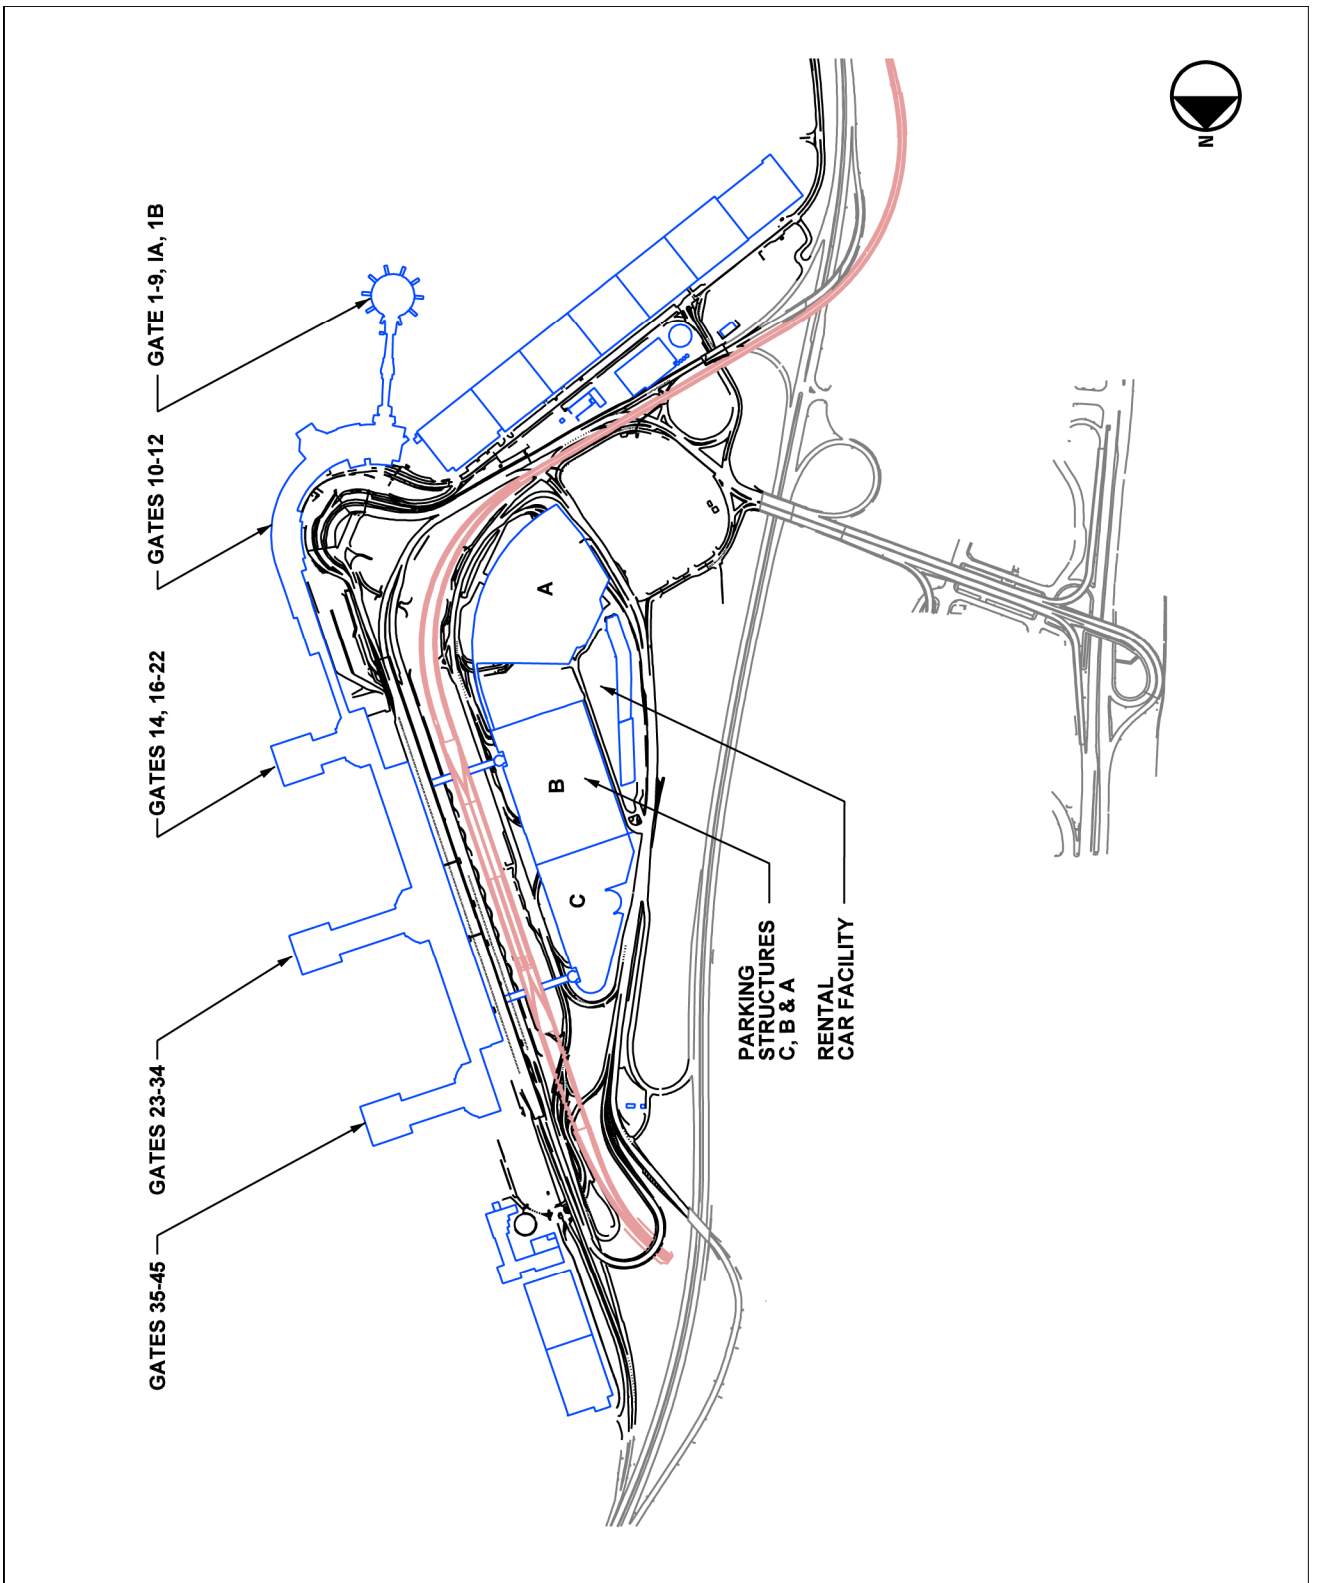 GATE 1-9, IA, 1B
GATES 10-12
GATES 14, 16-22
GATES 23-34
GATES 35-45
N
A
B
C
PARKING
STRUCTURES
C, B & A
RENTAL
CAR FACILITY